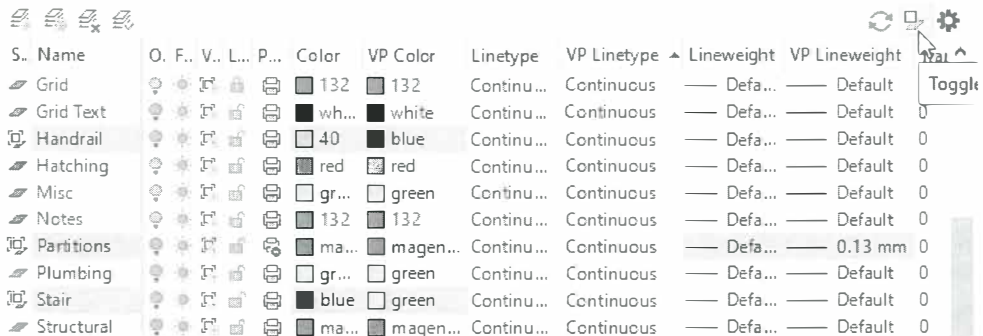 S.. Name O. F.. V.. L... P... Color VP Color Linetype VP Linetype Lineweight VP Lineweight
Toggle
Grid 132 132 Continu... Continuous Defa... Default
Grid Text wh... white Continu... Continuous Defa... Default 0
Handrail 40 blue Continu... Continuous Defa... Default 0
Hatching red red Continu... Continuous Defa... Default 0
Misc gr... green Continu... Continuous Defa... Default 0
Notes 132 132 Continu... Continuous Defa... Default 0
Partitions ma... magen... Continu... Continuous Defa... 0.13 mm 0
Plumbing gr... green Continu... Continuous Defa... Default 0
Stair blue green Continu... Continuous Defa... Default 0
Structural ma... magen... Continu... Continuous Defa... Default 0